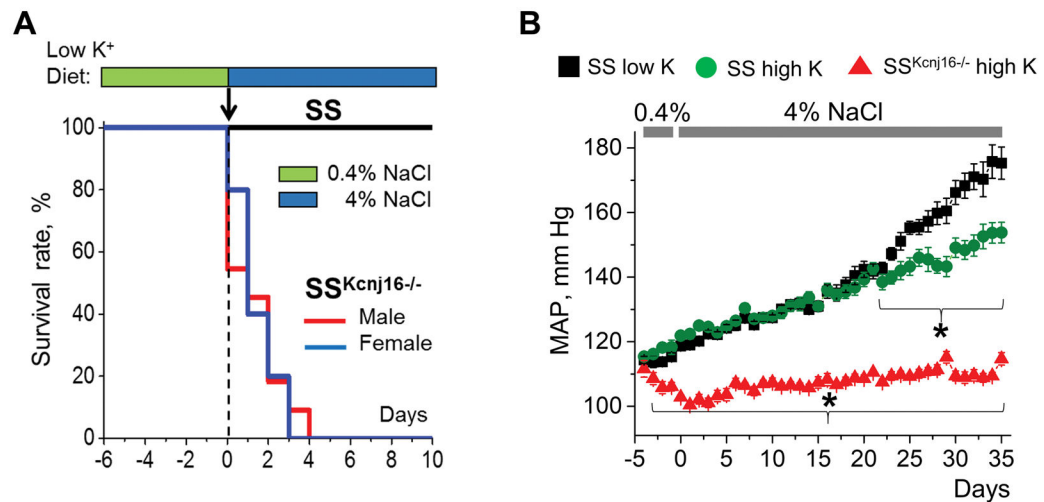 A
Low K+
Diet:
SS
100
80
60
40
20
0
Survival rate, %
0.4% NaCl
4% NaCl
SSKcnj16-/-
Male
Female
Days
-6 -4 -2 0 2 4 6 8 10
B
SS low K SS high K SSKcnj16-/- high K
0.4% 4% NaCl
180
160
140
120
100
MAP, mm Hg
*
*
-5 0 5 10 15 20 25 30 35
Days